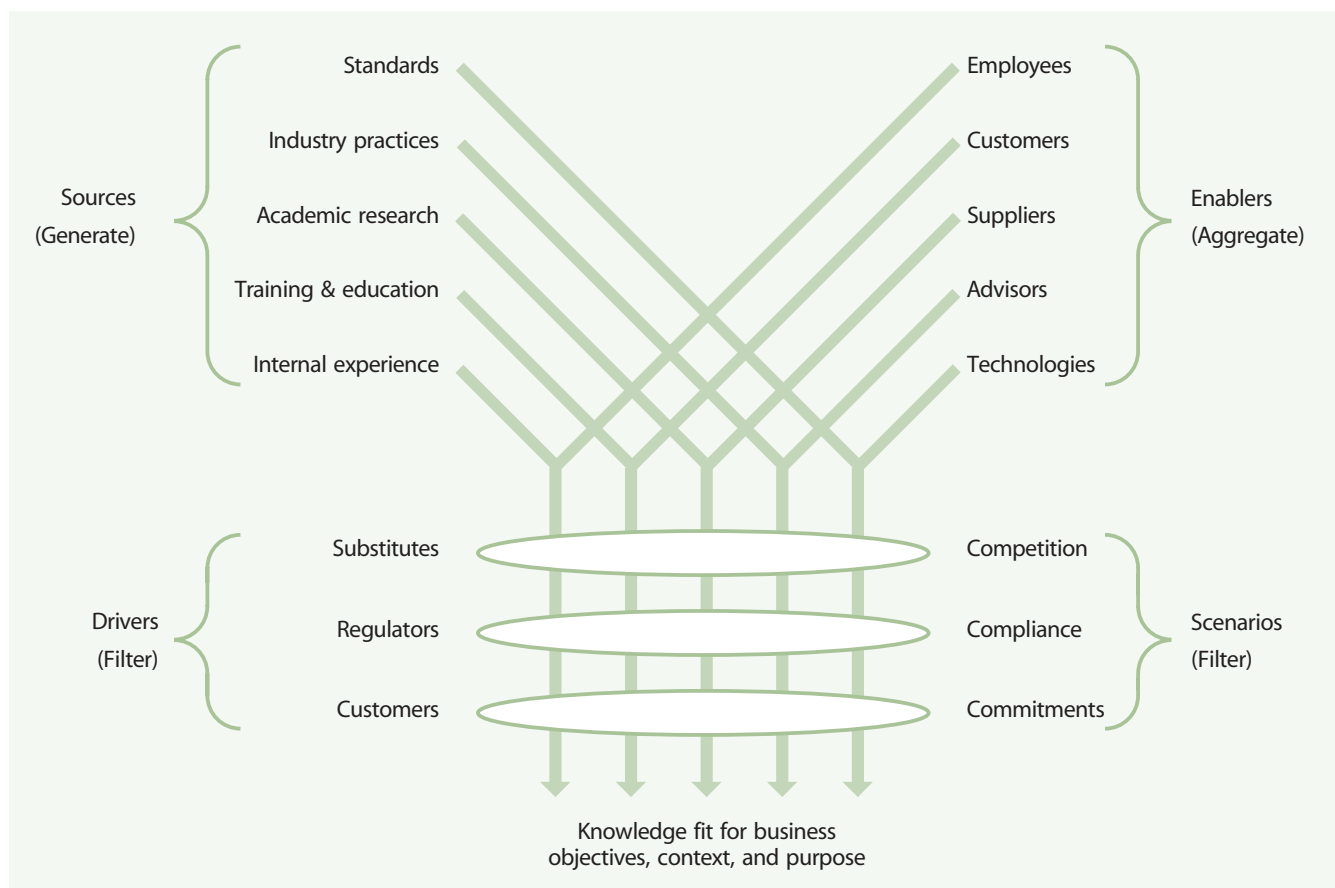 Sources
(Generate)
Standards
Industry practices
Academic research
Training & education
Internal experience
Employees
Customers
Suppliers
Advisors
Technologies
Enablers
(Aggregate)
Drivers
(Filter)
Substitutes
Regulators
Customers
Competition
Compliance
Commitments
Scenarios
(Filter)
Knowledge fit for business
objectives, context, and purpose